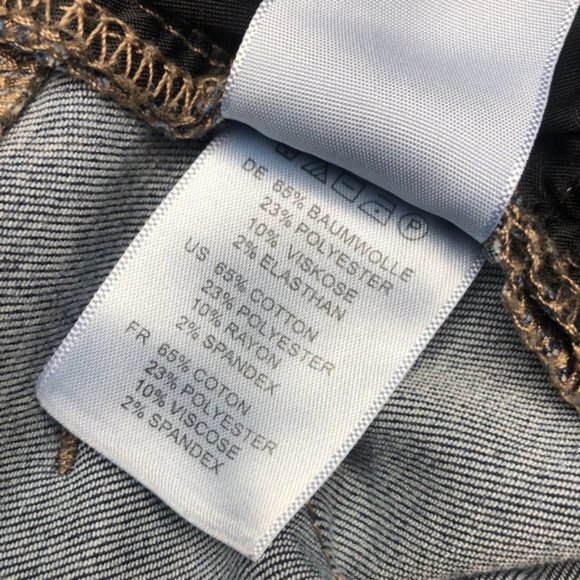 P
DE 65% BAUMWOLLE
23% POLYESTER
10% VISKOSE
2% ELASTHAN
US 65% COTTON
23% POLYESTER
10% RAYON
2% SPANDEX
FR 65% COTON
23% POLYESTER
10% VISCOSE
2% SPANDEX